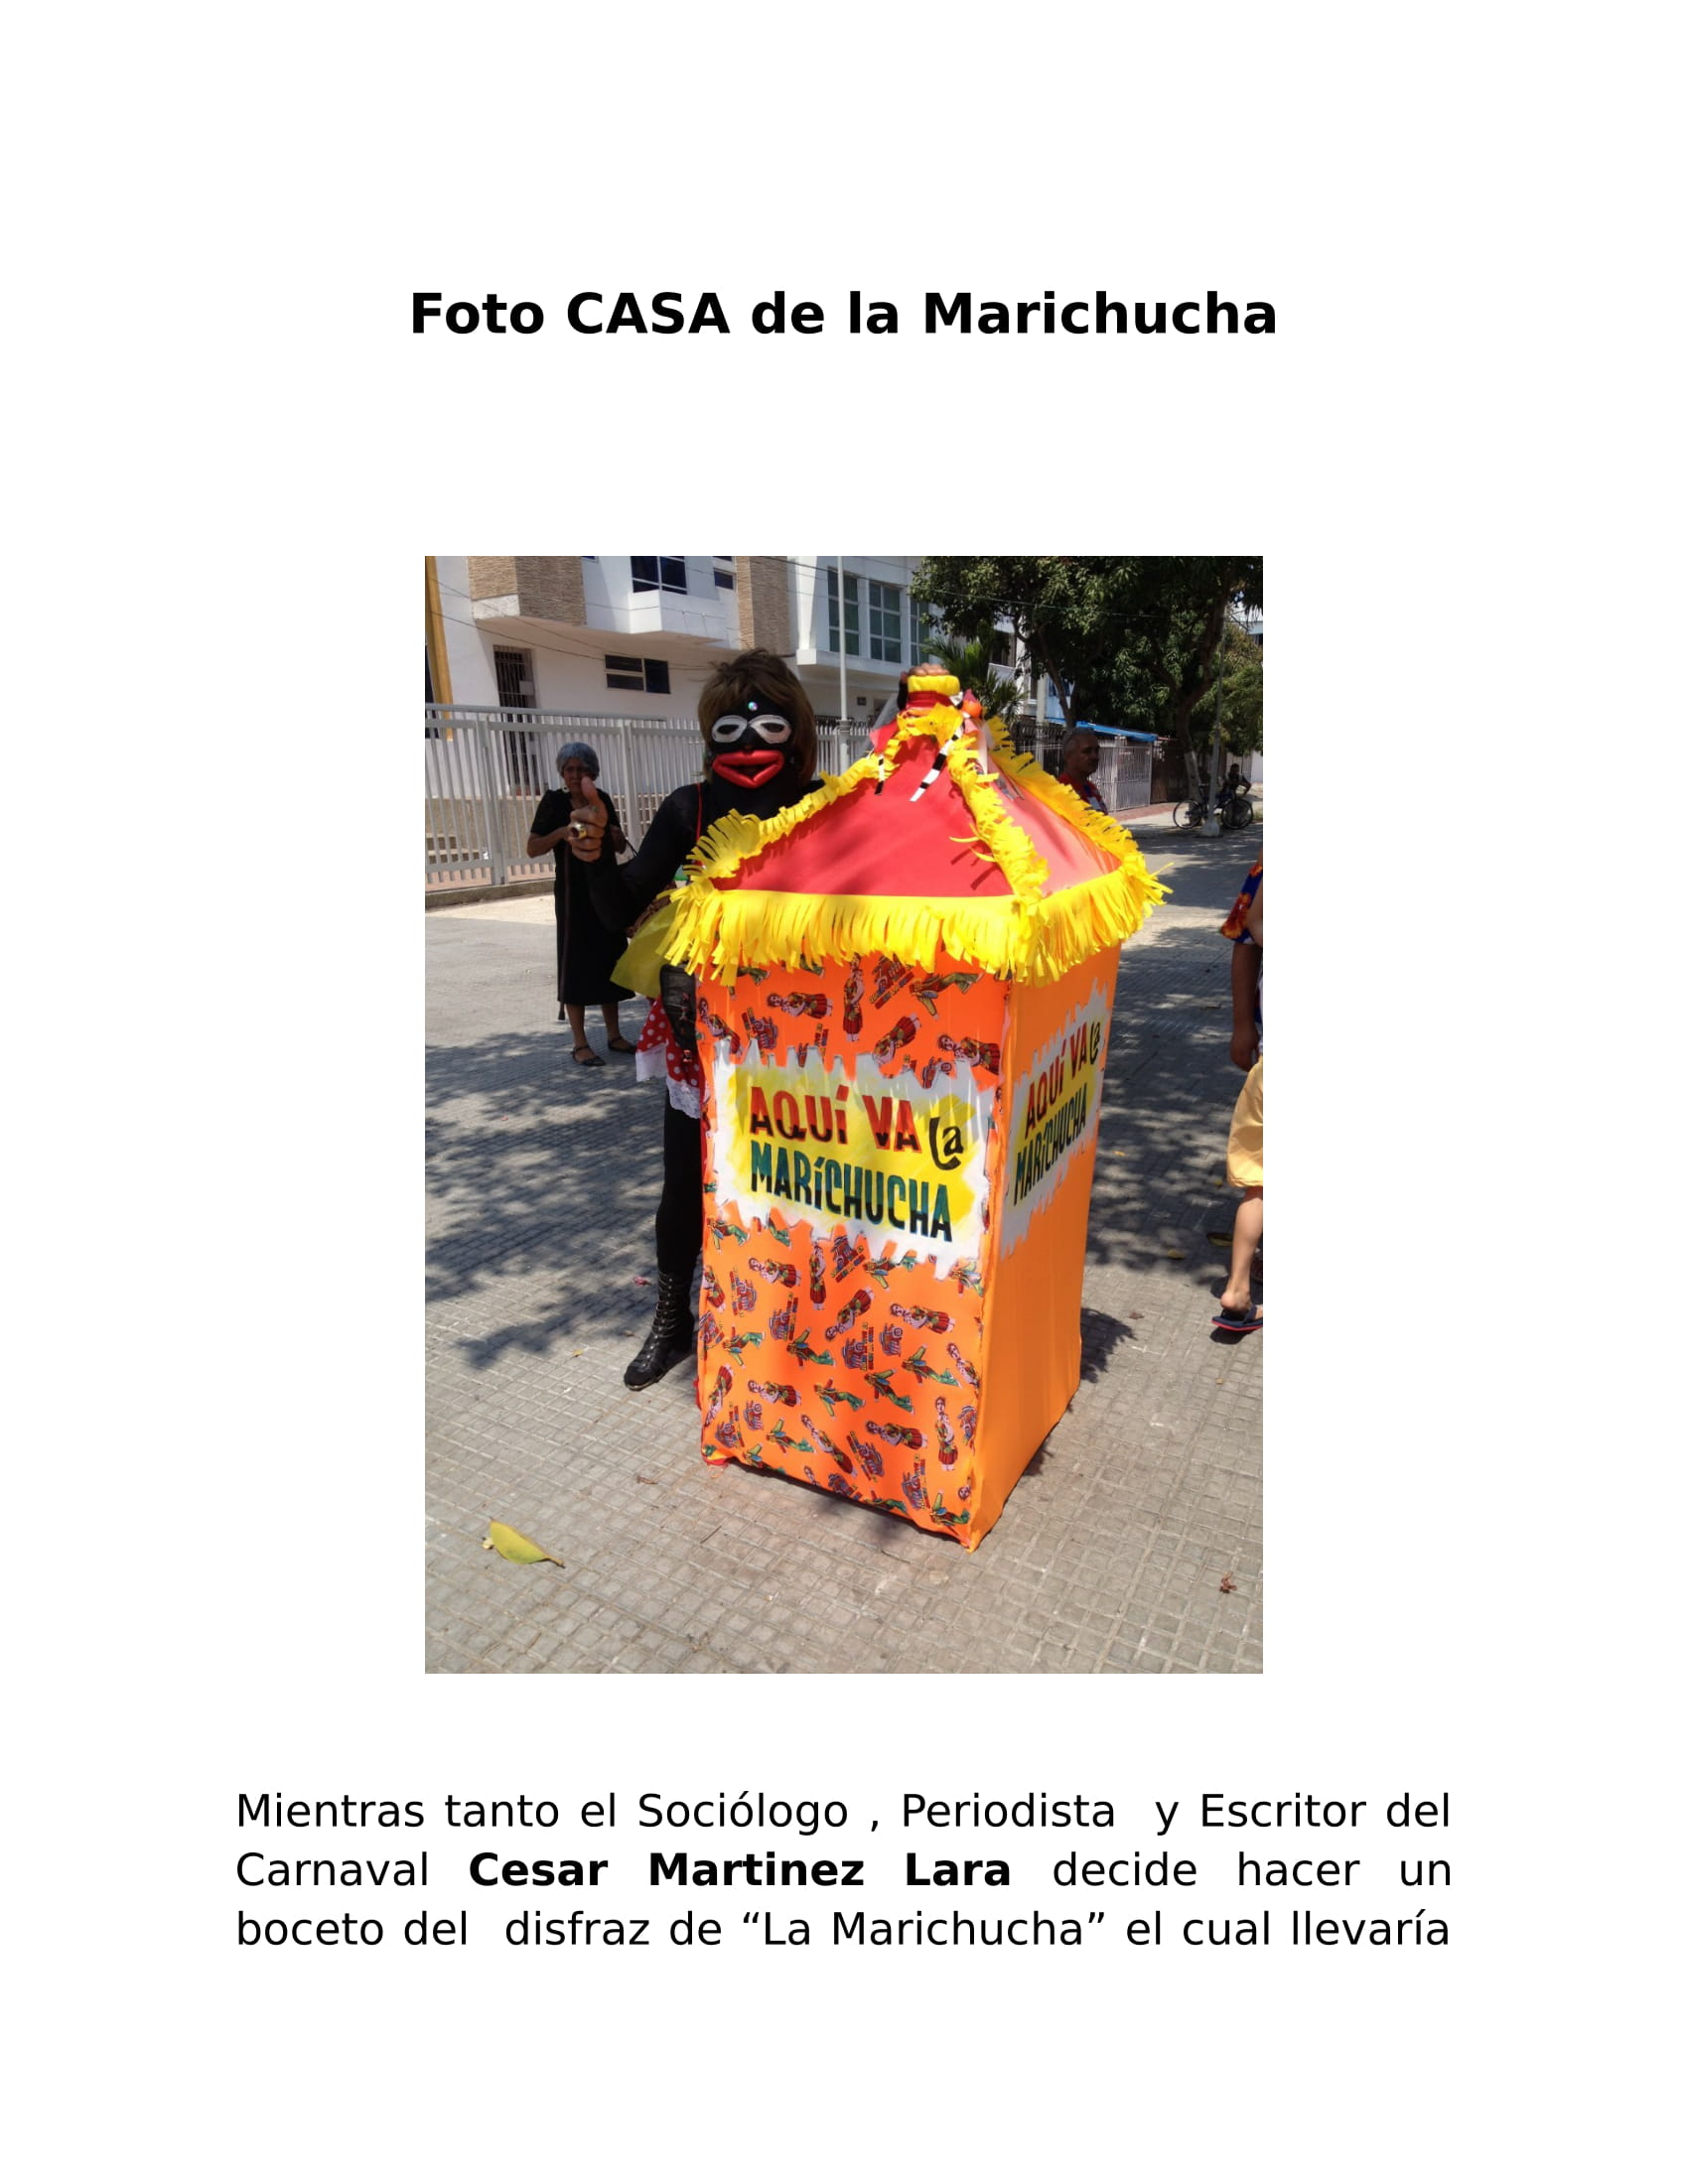 Foto CASA de la Marichucha
AQUÍ VA La
MARÍCHUCHA
AQUÍ VA La
MARÍCHUCHA
Mientras tanto el Sociólogo , Periodista  y Escritor del
Carnaval Cesar Martinez Lara decide hacer un
boceto del  disfraz de “La Marichucha” el cual llevaría